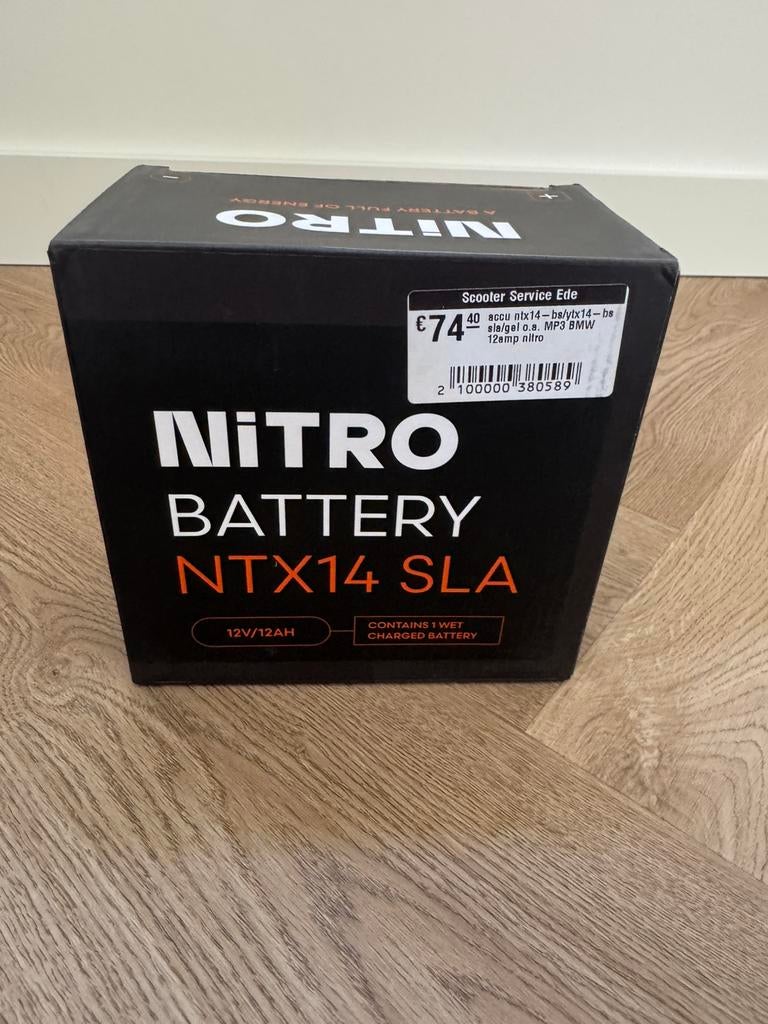 -
+
A BATTERY FULL OF ENERGY
NiTRO
Scooter Service Ede
€74 40
accu ntx14-bs/ytx14-bs
sla/gel o.a. MP3 BMW
12amp nitro
2 100000 380589
NiTRO
BATTERY
NTX14 SLA
12V/12AH
CONTAINS 1 WET
CHARGED BATTERY